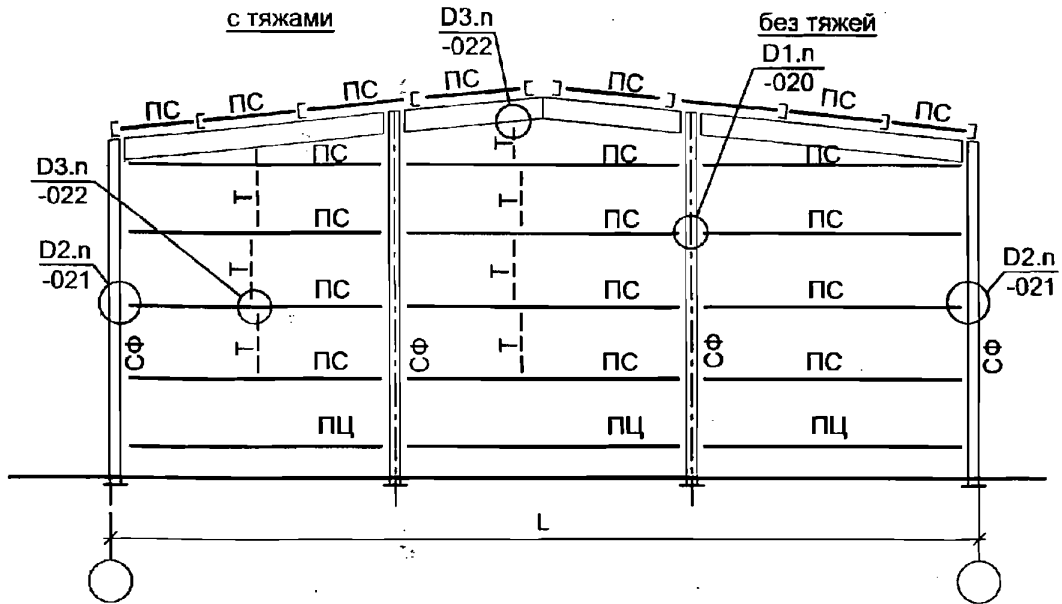 с тяжами
D3.п
-022
без тяжей
D1.п
-020
ПС
ПС
ПС
ПС
ПС
ПС
ПС
D3.п
-022
ПС
ПС
ПС
Т
Т
ПС
ПС
ПС
D2.п
-021
Т
Т
D2.п
-021
ПС
ПС
ПС
СФ
Т
СФ
Т
СФ
СФ
ПС
ПС
ПС
ПЦ
ПЦ
ПЦ
L